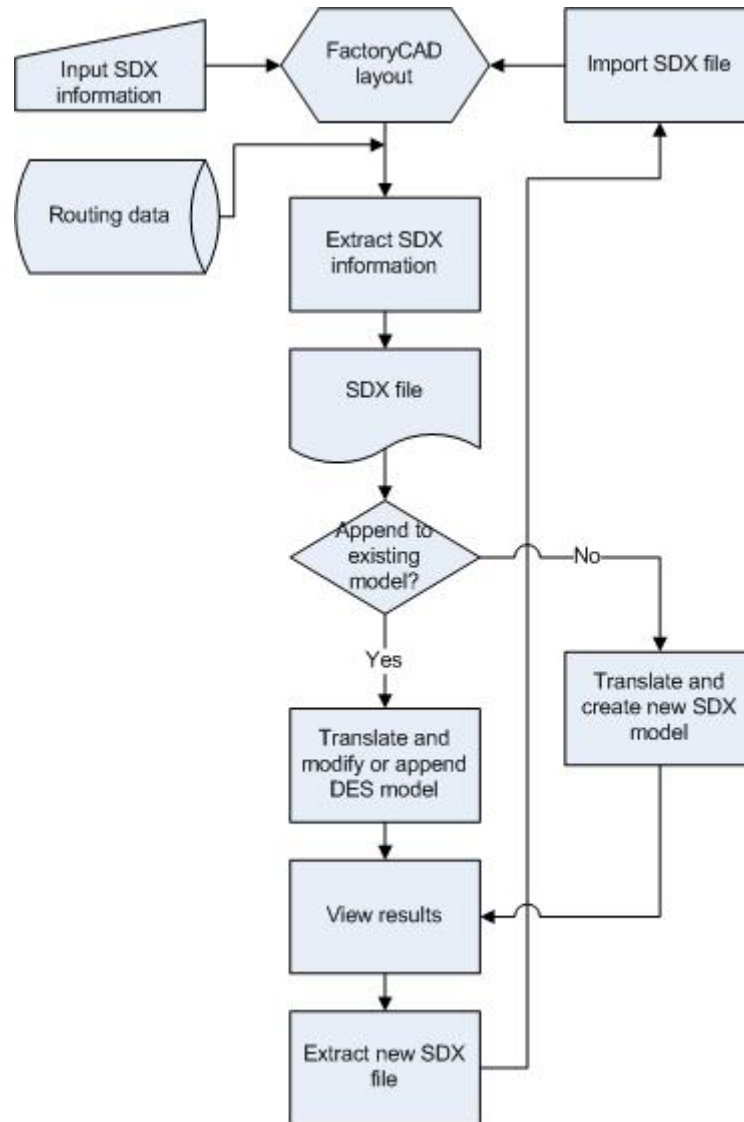 Input SDX
information
FactoryCAD
layout
Import SDX file
Routing data
Extract SDX
information
SDX file
Append to
existing
model?
No
Yes
Translate and
create new SDX
model
Translate and
modify or append
DES model
View results
Extract new SDX
file